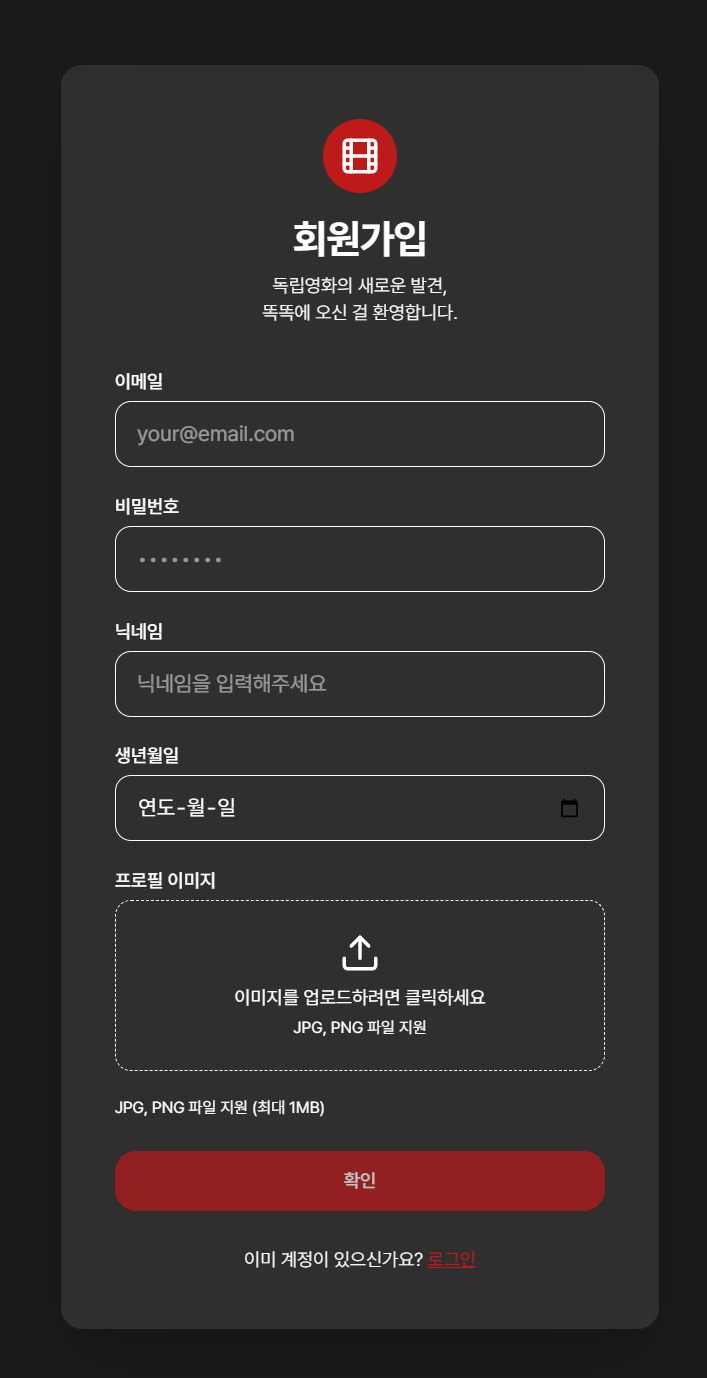 회원가입
독립영화의 새로운 발견,
똑똑에 오신 걸 환영합니다.
이메일
your@email.com
비밀번호
••••••••
닉네임
닉네임을 입력해주세요
생년월일
연도-월-일
프로필 이미지
이미지를 업로드하려면 클릭하세요
JPG, PNG 파일 지원
JPG, PNG 파일 지원 (최대 1MB)
확인
이미 계정이 있으신가요? 로그인